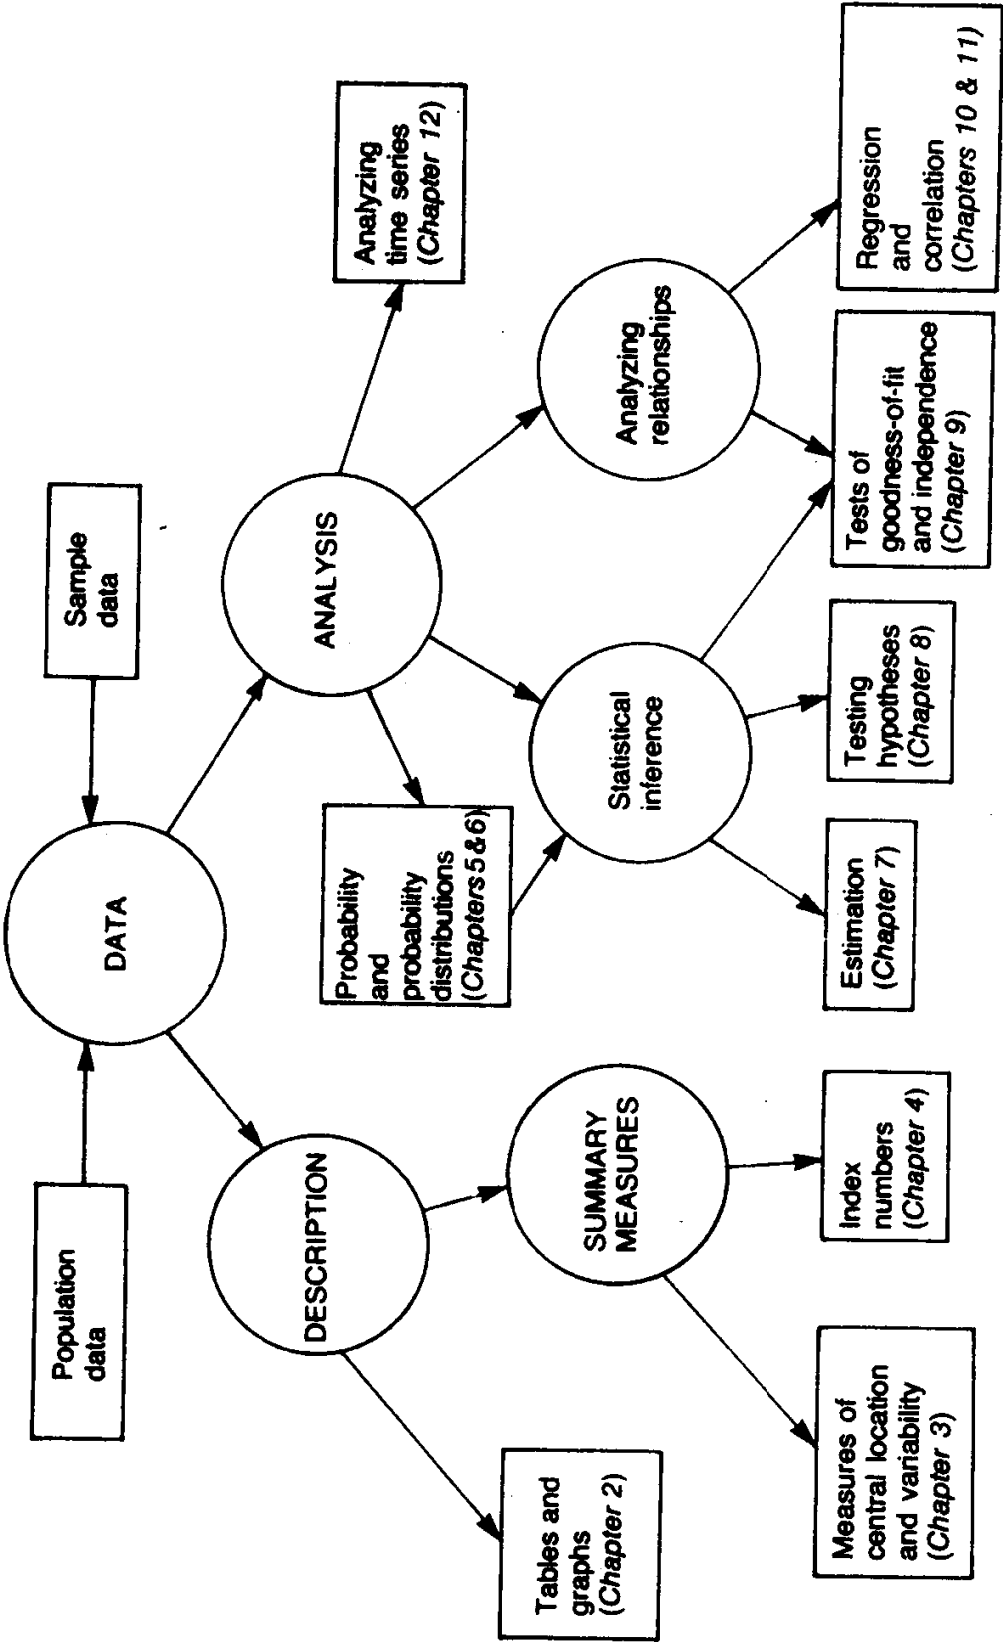 Population
data
DATA
Sample
data
DESCRIPTION
ANALYSIS
Analyzing
time series
(Chapter 12)
Probability
and
probability
distributions
(Chapters 5 & 6)
Tables and
graphs
(Chapter 2)
SUMMARY
MEASURES
Statistical
inference
Analyzing
relationships
Measures of
central location
and variability
(Chapter 3)
Index
numbers
(Chapter 4)
Estimation
(Chapter 7)
Testing
hypotheses
(Chapter 8)
Tests of
goodness-of-fit
and independence
(Chapter 9)
Regression
and
correlation
(Chapters 10 & 11)